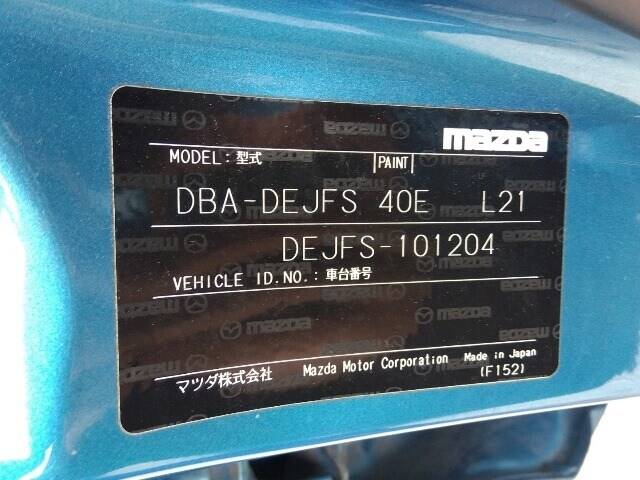 mazda
MODEL: 型式 PAINT
DBA-DEJFS 40E L21
DEJFS-101204
VEHICLE ID.NO.: 車台番号
マツダ株式会社 Mazda Motor Corporation Made in Japan
(F152)